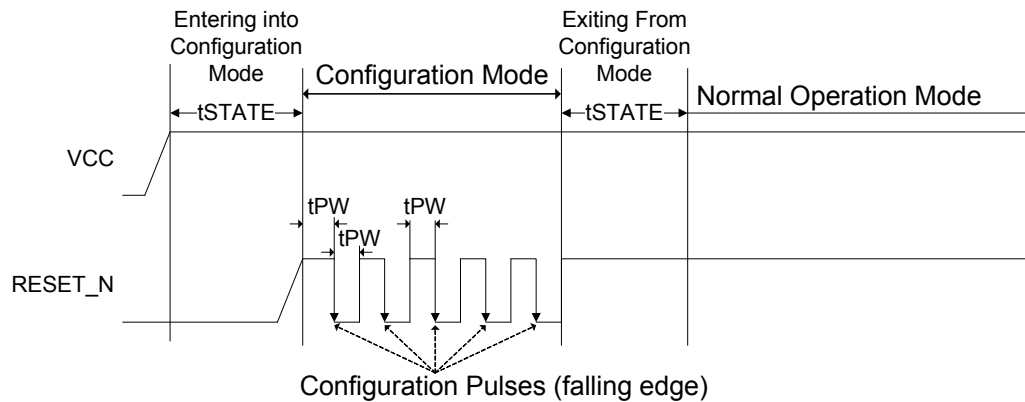 Entering into
Configuration
Mode
Configuration Mode
Exiting From
Configuration
Mode
Normal Operation Mode
tSTATE
tSTATE
VCC
tPW
tPW
tPW
RESET_N
Configuration Pulses (falling edge)